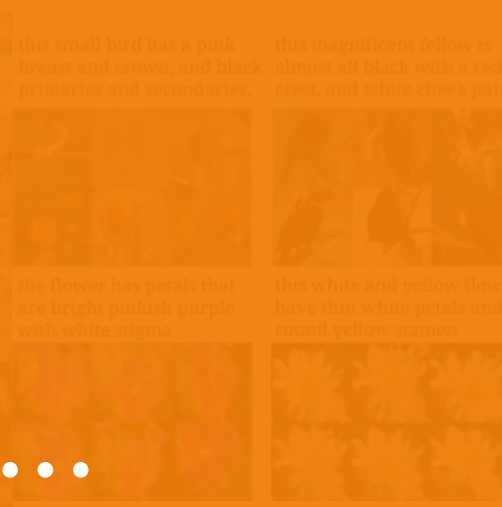 this small bird has a pink
breast and crown, and black
primaries and secondaries.
this magnificent fellow is
almost all black with a red
crest, and white cheek
the flower has petals that
are bright pinkish purple
with white stigma
this white and yellow
have thin white petals and
round yellow stamen